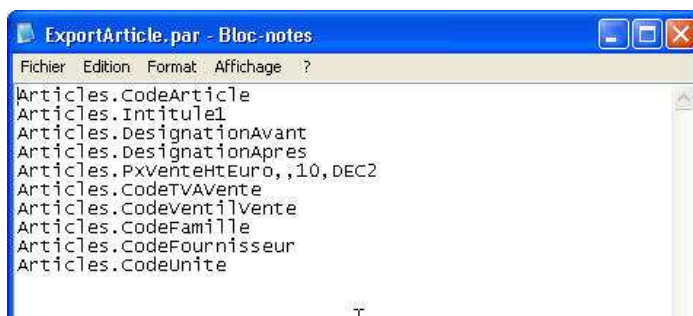 ExportArticle.par - Bloc-notes
Fichier Edition Format Affichage ?
Articles.CodeArticle
Articles.Intitule1
Articles.DesignationAvant
Articles.DesignationApres
Articles.PxVenteHtEuro,,10,DEC2
Articles.CodeTVAVente
Articles.CodeVentilVente
Articles.CodeFamille
Articles.CodeFournisseur
Articles.CodeUnite